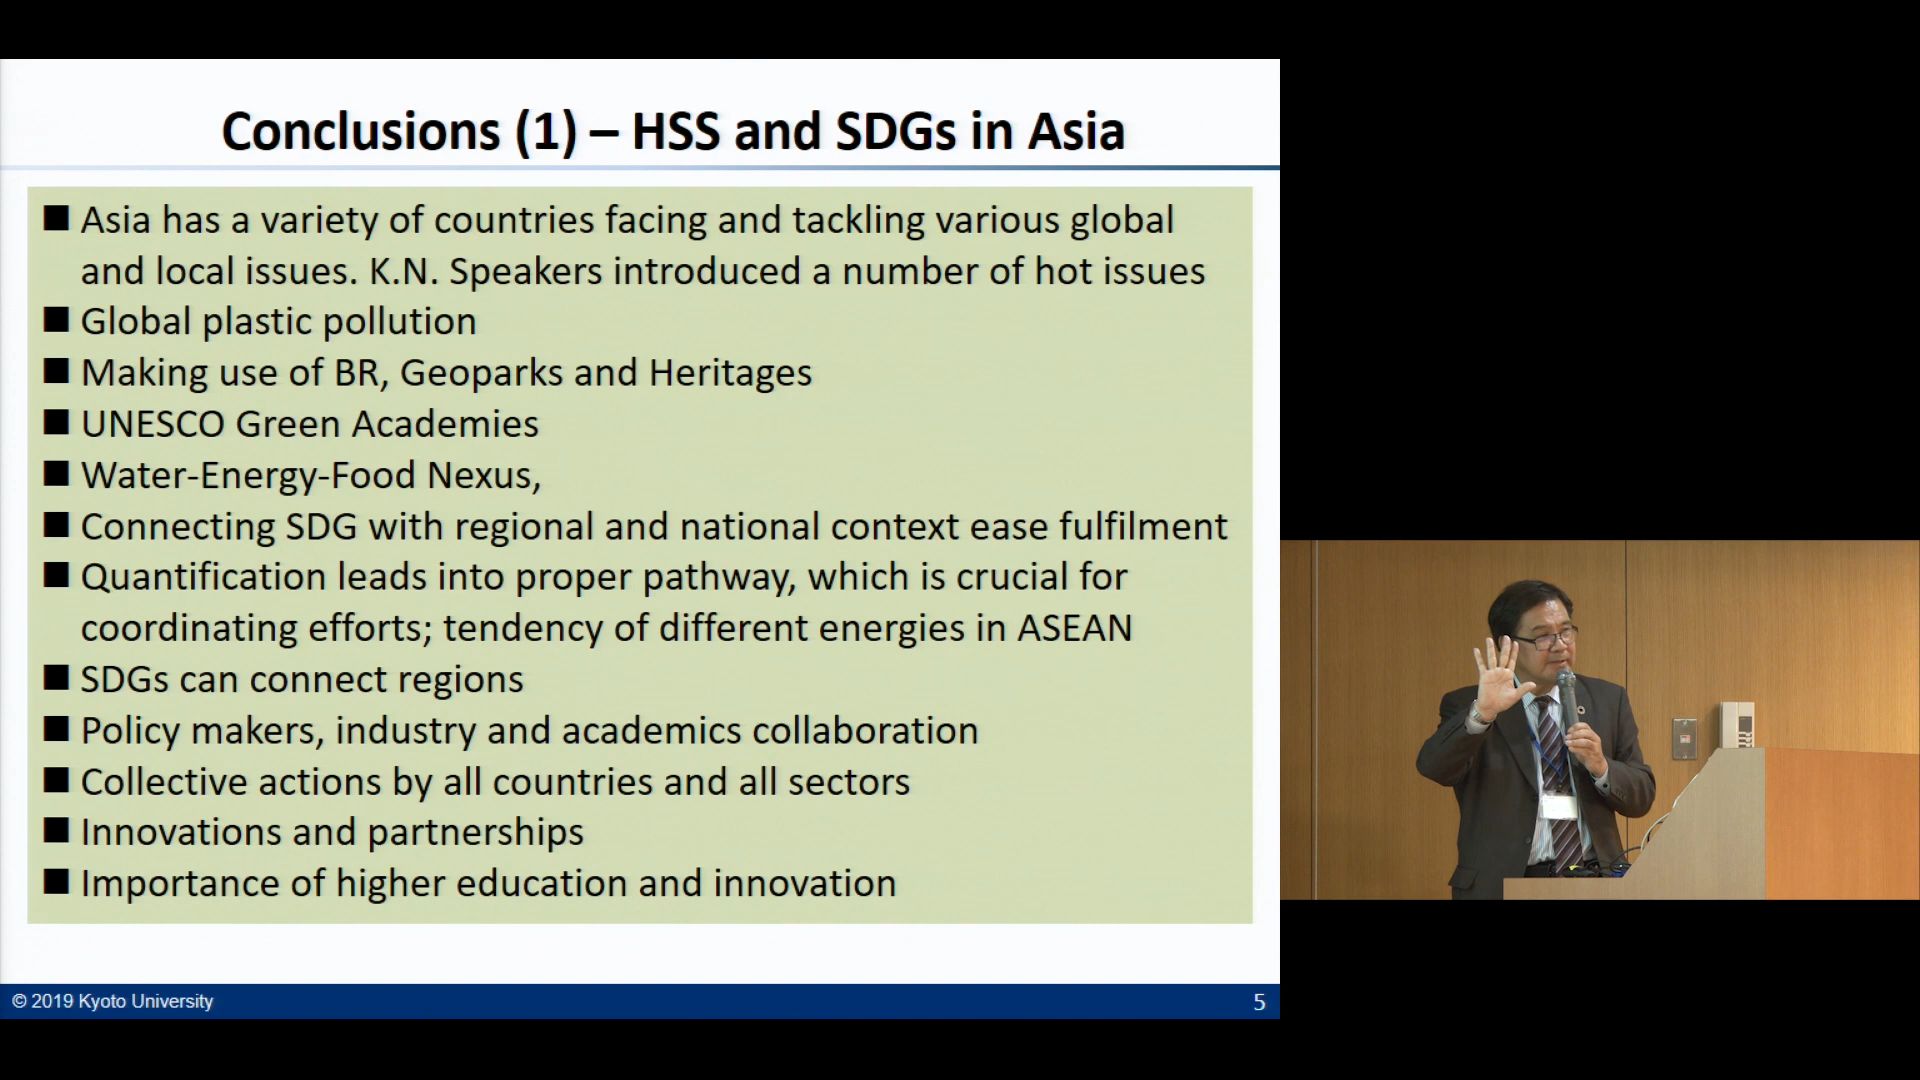 Conclusions (1) – HSS and SDGs in Asia
■ Asia has a variety of countries facing and tackling various global
and local issues. K.N. Speakers introduced a number of hot issues
■ Global plastic pollution
■ Making use of BR, Geoparks and Heritages
■ UNESCO Green Academies
■ Water-Energy-Food Nexus,
■ Connecting SDG with regional and national context ease fulfilment
■ Quantification leads into proper pathway, which is crucial for
coordinating efforts; tendency of different energies in ASEAN
■ SDGs can connect regions
■ Policy makers, industry and academics collaboration
■ Collective actions by all countries and all sectors
■ Innovations and partnerships
■ Importance of higher education and innovation
© 2019 Kyoto University
5